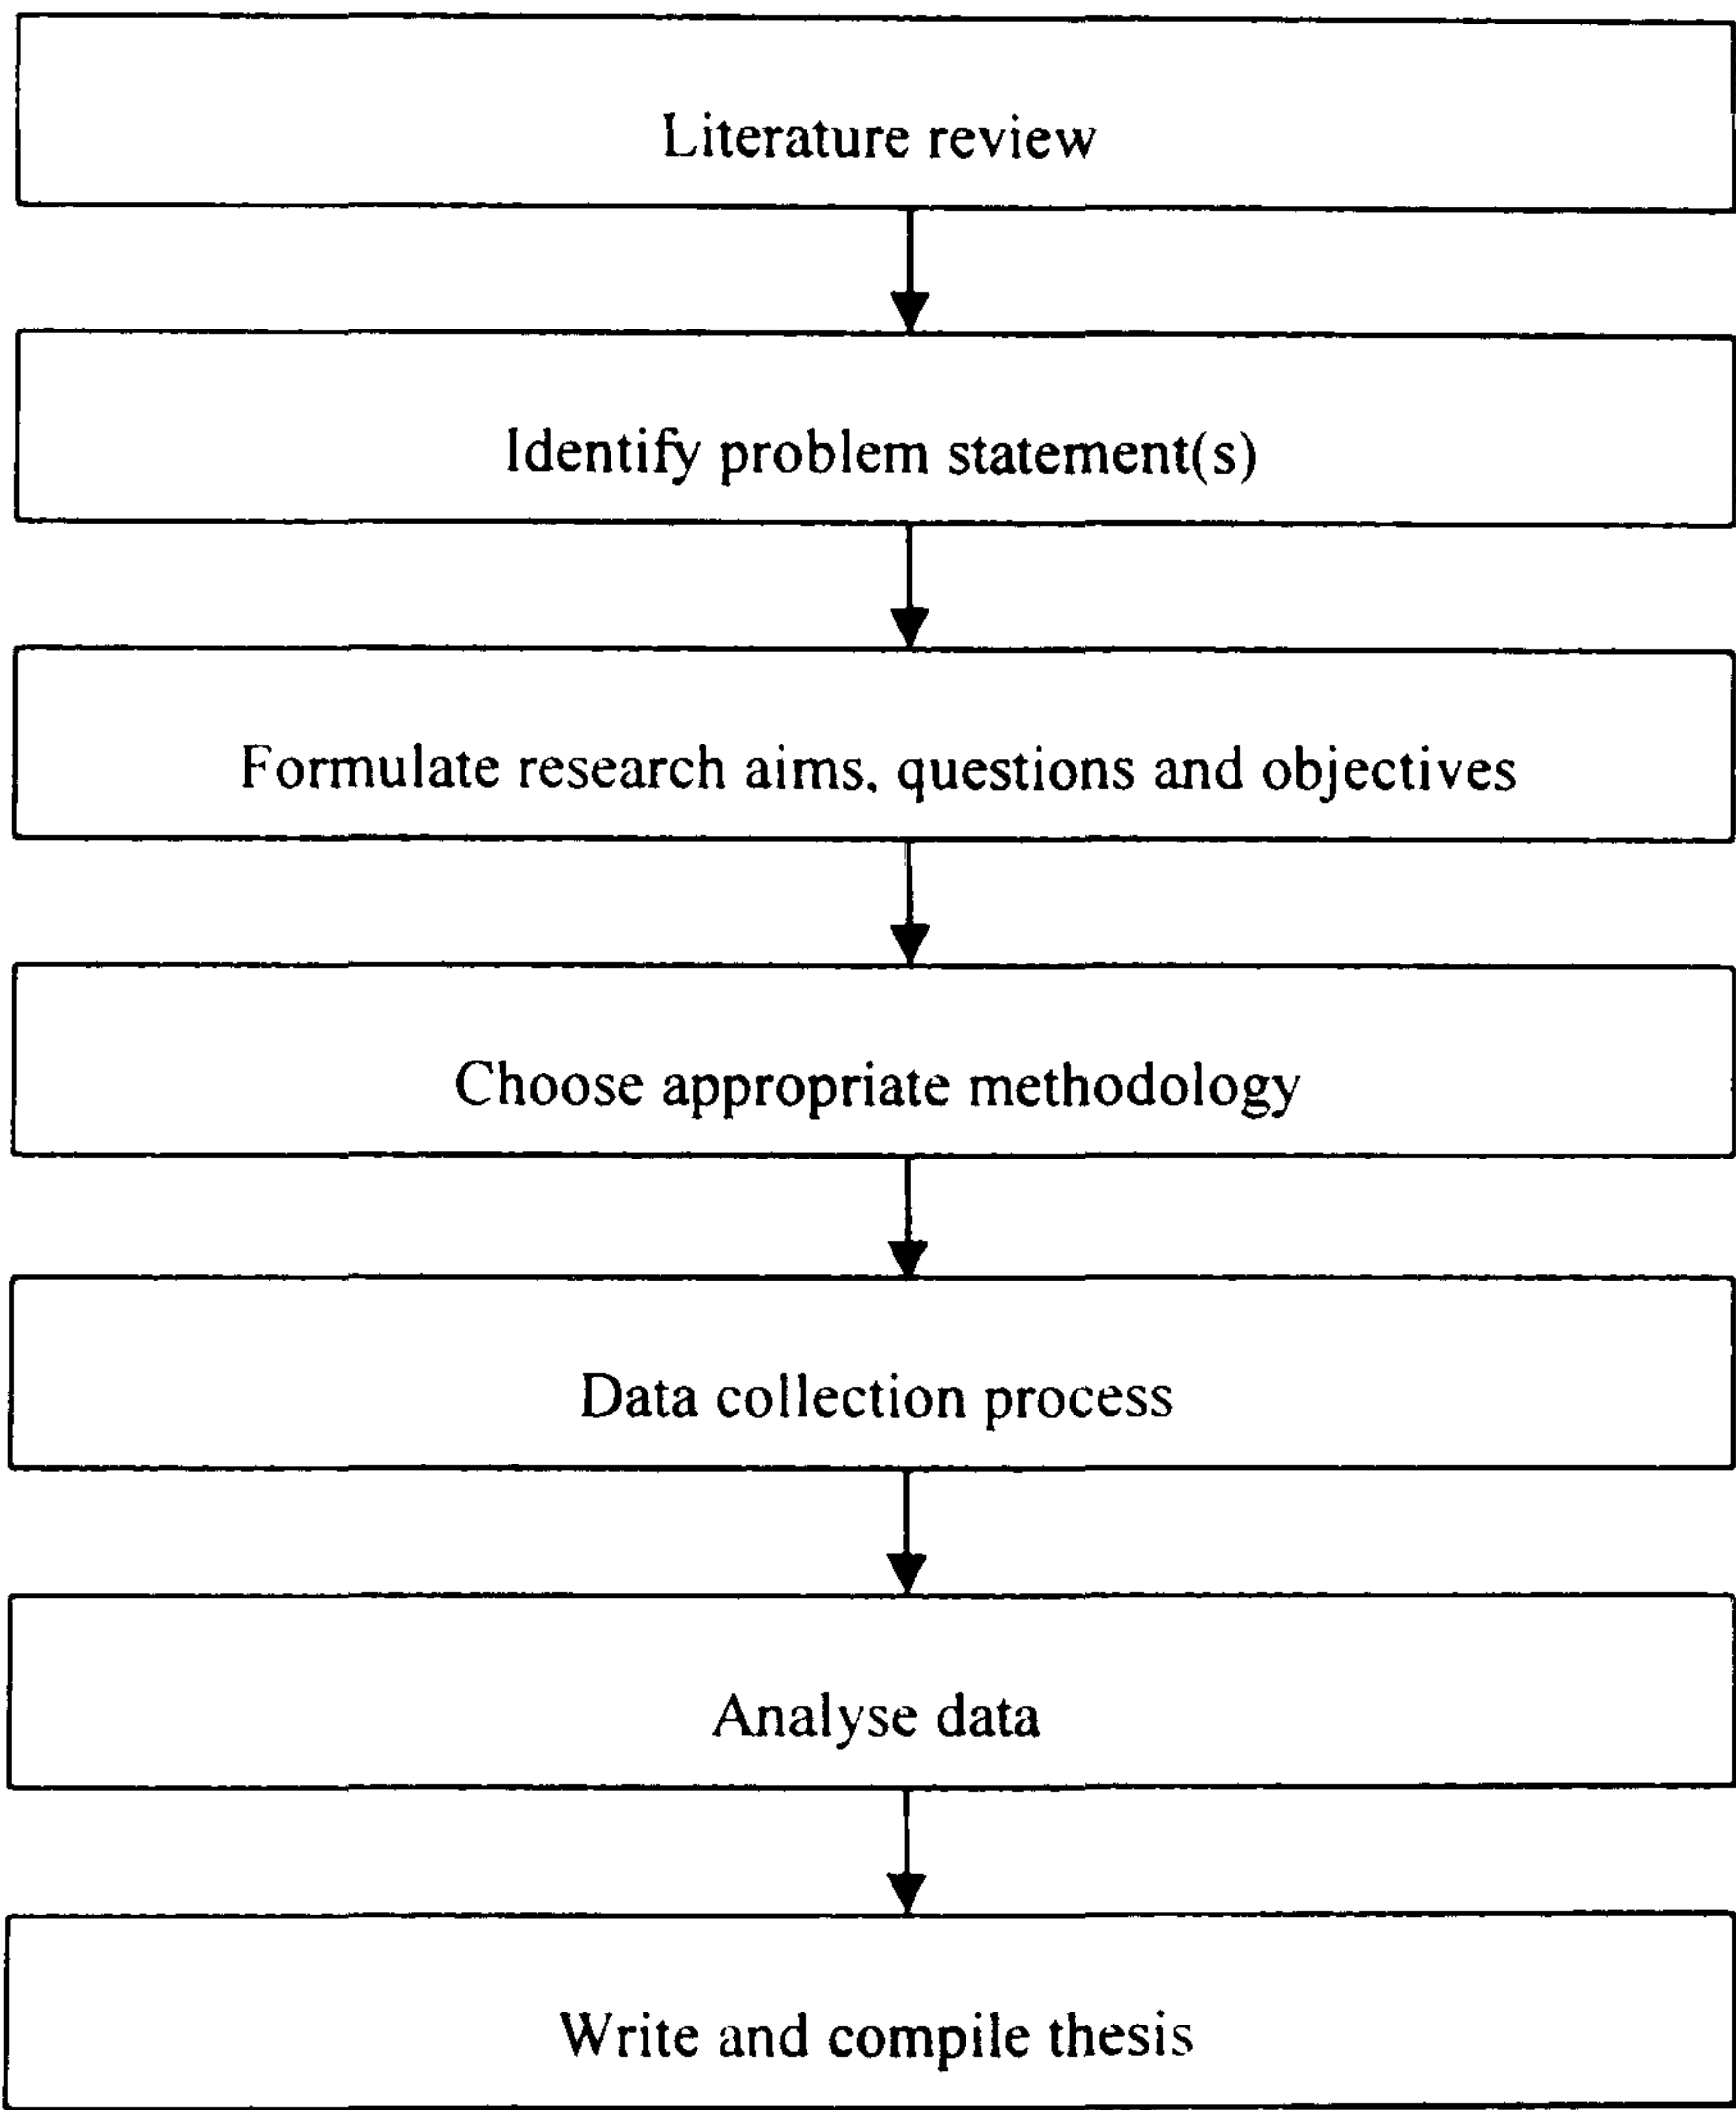 Literature review
Identify problem statement(s)
Formulate research aims, questions and objectives
Choose appropriate methodology
Data collection process
Analyse data
Write and compile thesis